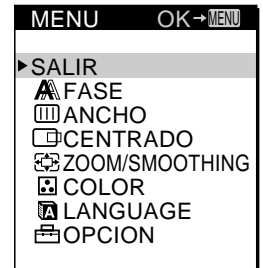 MENU OK→MENU
SALIR
FASE
ANCHO
CENTRADO
ZOOM/SMOOTHING
COLOR
LANGUAGE
OPCION